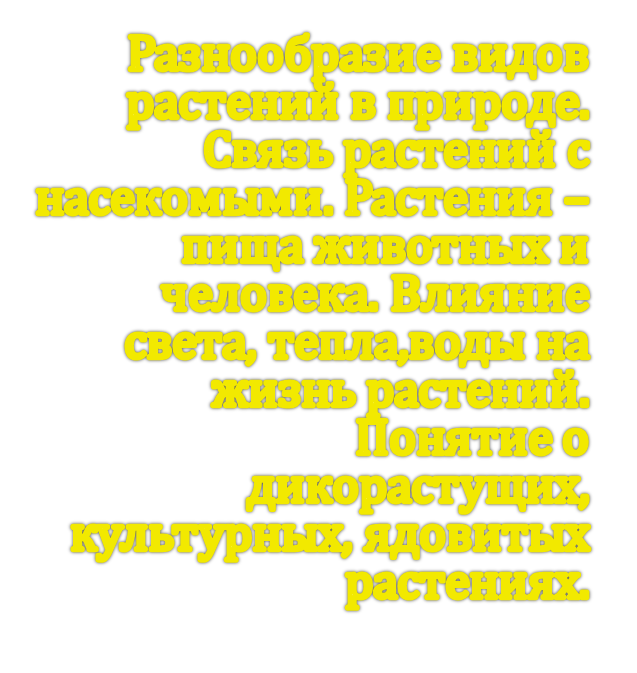 Разнообразие видов
растений в природе.
Связь растений с
насекомыми. Растения –
пища животных и
человека. Влияние
света, тепла,воды на
жизнь растений.
Понятие о
дикорастущих,
культурных, ядовитых
растениях.